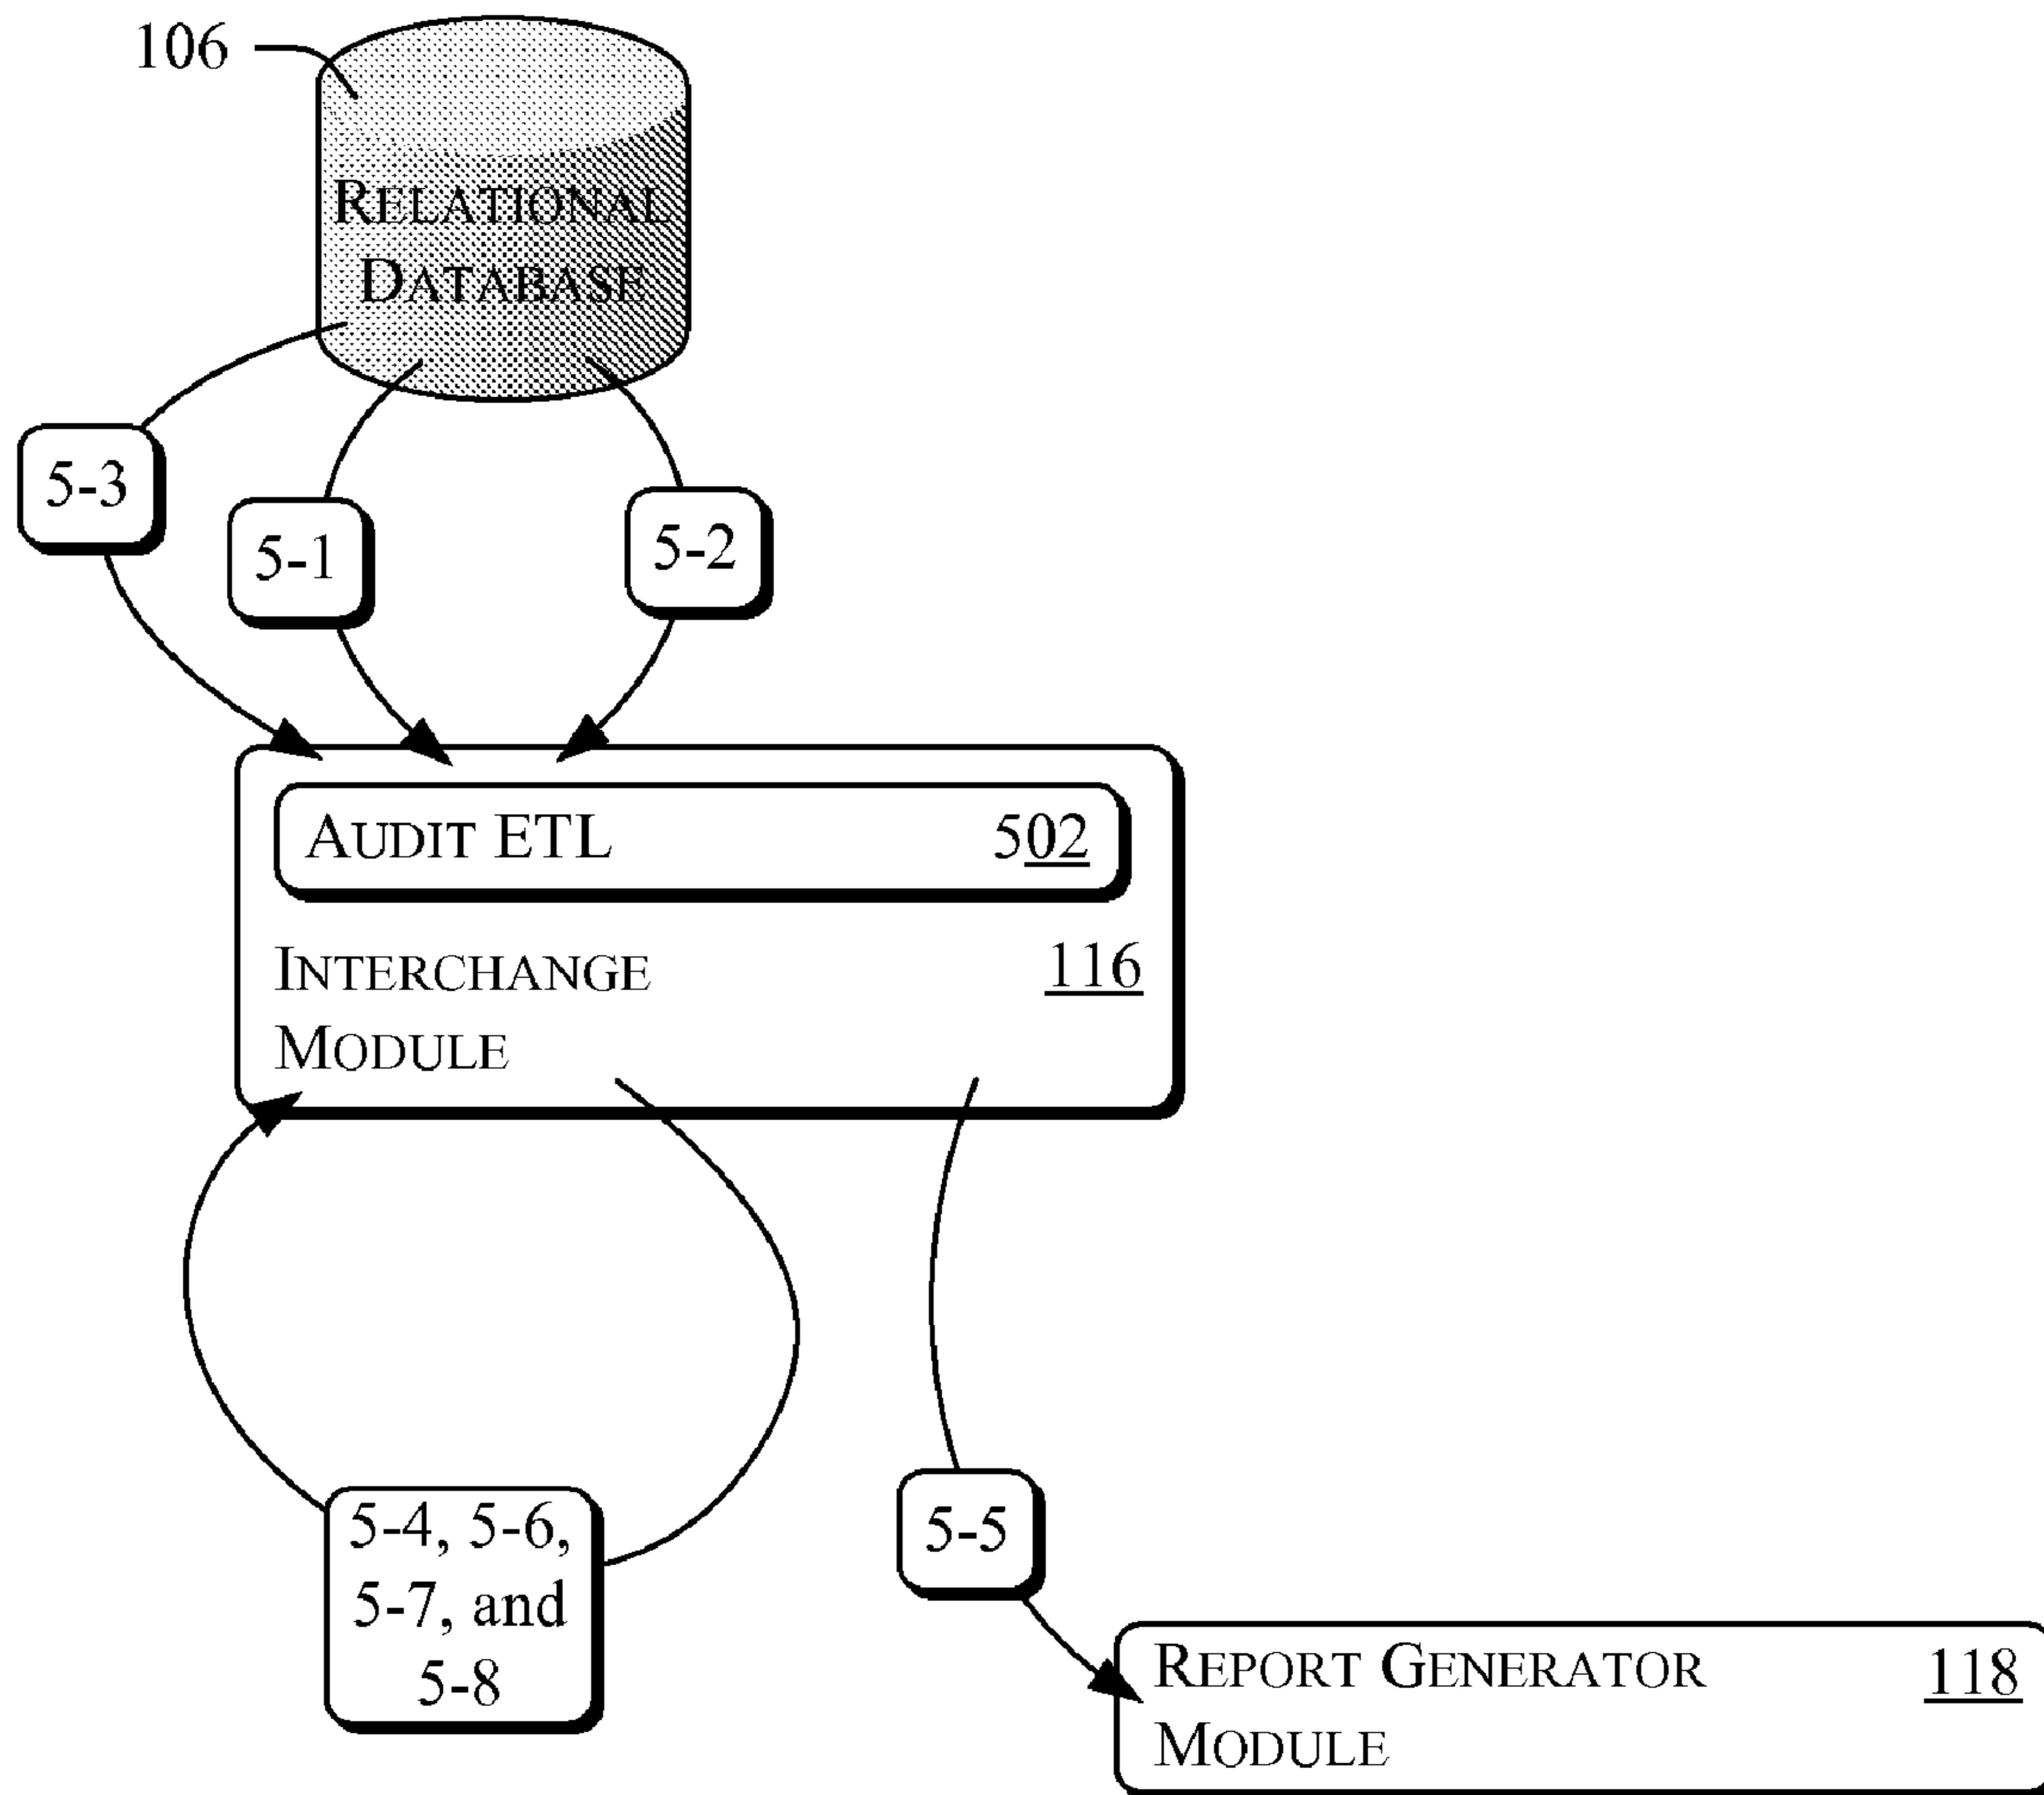 106
RELATIONAL
DATABASE
5-3
5-1
5-2
AUDIT ETL 502
INTERCHANGE 116
MODULE
5-4, 5-6,
5-7, and
5-8
5-5
REPORT GENERATOR 118
MODULE